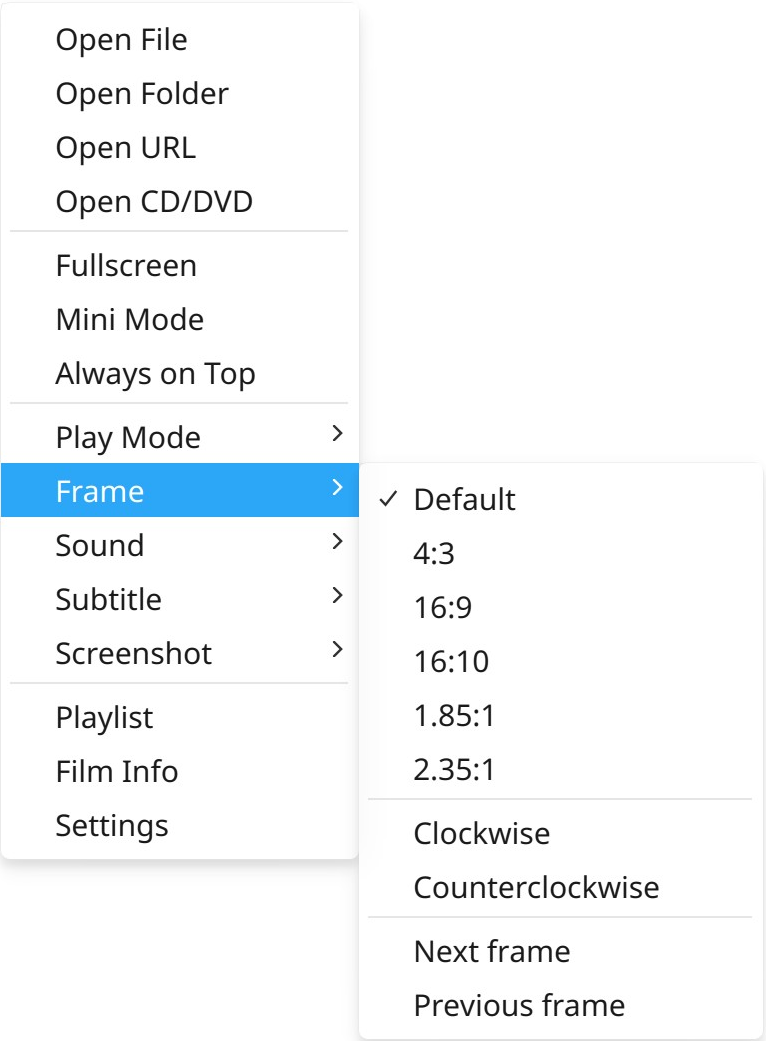 Open File
Open Folder
Open URL
Open CD/DVD
Fullscreen
Mini Mode
Always on Top
Play Mode
Frame
Sound
Subtitle
Screenshot
Playlist
Film Info
Settings
Default
4:3
16:9
16:10
1.85:1
2.35:1
Clockwise
Counterclockwise
Next frame
Previous frame